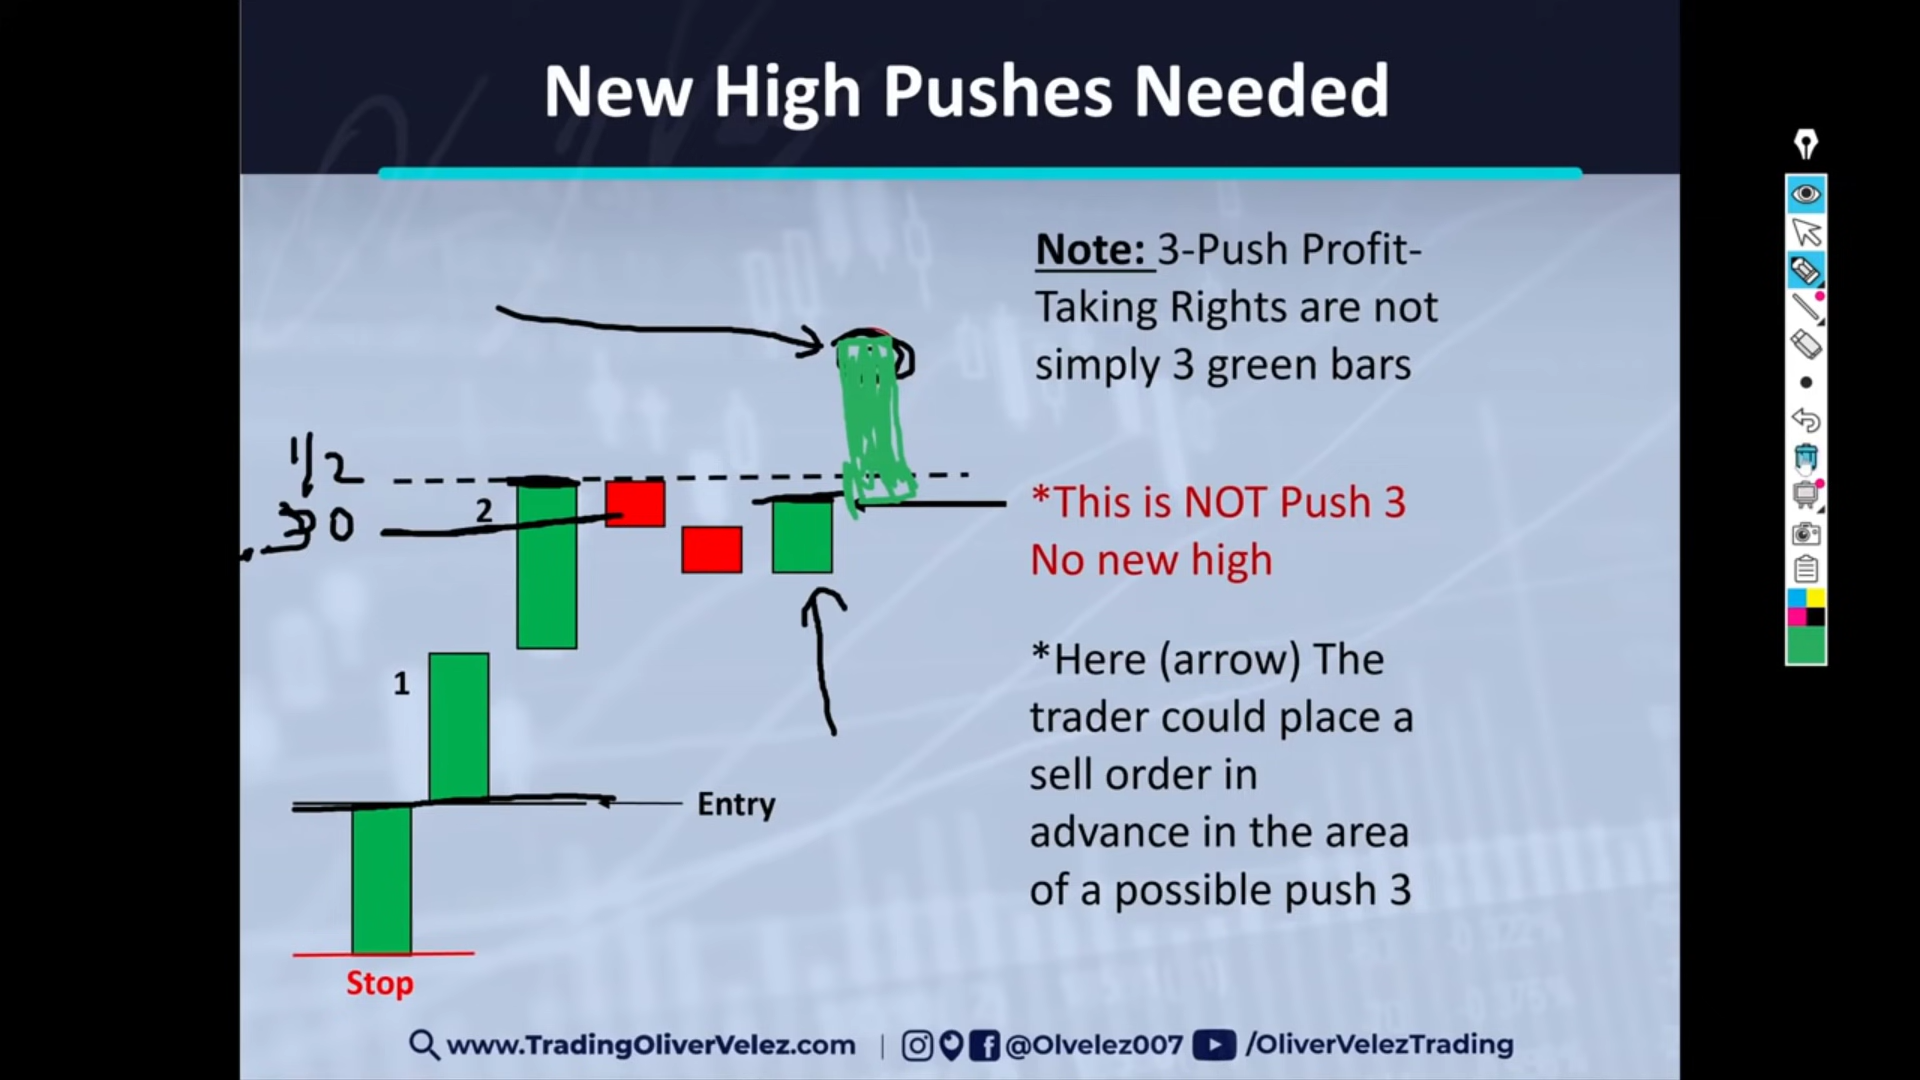 New High Pushes Needed
Note: 3-Push Profit-
Taking Rights are not
simply 3 green bars
1/2
30
2
*This is NOT Push 3
No new high
1
*Here (arrow) The
trader could place a
sell order in
advance in the area
of a possible push 3
Entry
Stop
www.TradingOliverVelez.com | @Olvelez007 /OliverVelezTrading